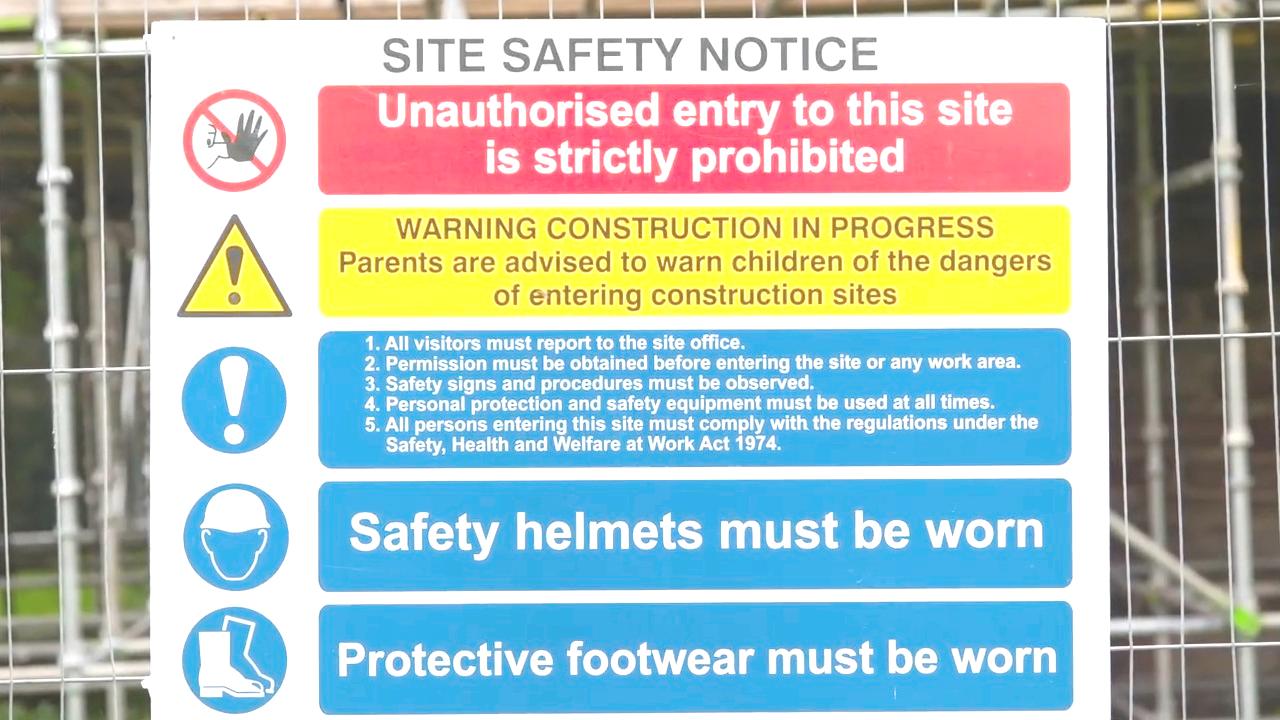 SITE SAFETY NOTICE
Unauthorised entry to this site
is strictly prohibited
WARNING CONSTRUCTION IN PROGRESS
Parents are advised to warn children of the dangers
of entering construction sites
1. All visitors must report to the site office.
2. Permission must be obtained before entering the site or any work area.
3. Safety signs and procedures must be observed.
4. Personal protection and safety equipment must be used at all times.
5. All persons entering this site must comply with the regulations under the
Safety, Health and Welfare at Work Act 1974.
Safety helmets must be worn
Protective footwear must be worn